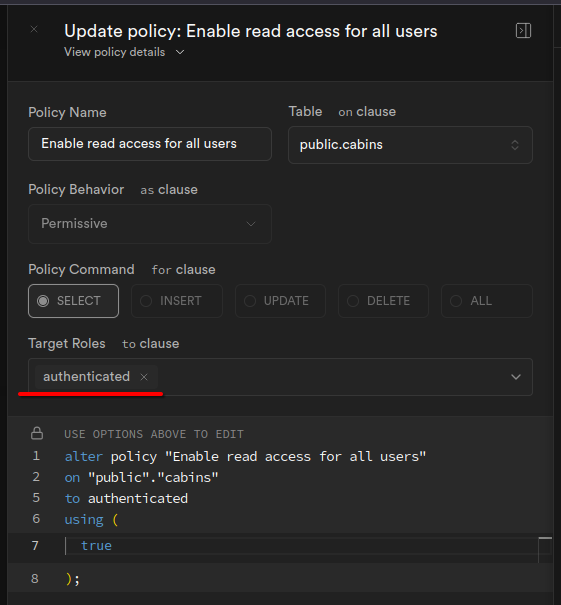 Update policy: Enable read access for all users
View policy details
Policy Name
Table on clause
Enable read access for all users
public.cabins
Policy Behavior as clause
Permissive
Policy Command for clause
SELECT INSERT UPDATE DELETE ALL
Target Roles to clause
authenticated
USE OPTIONS ABOVE TO EDIT
1 alter policy "Enable read access for all users"
2 on "public"."cabins"
5 to authenticated
6 using (
7 true
8 );